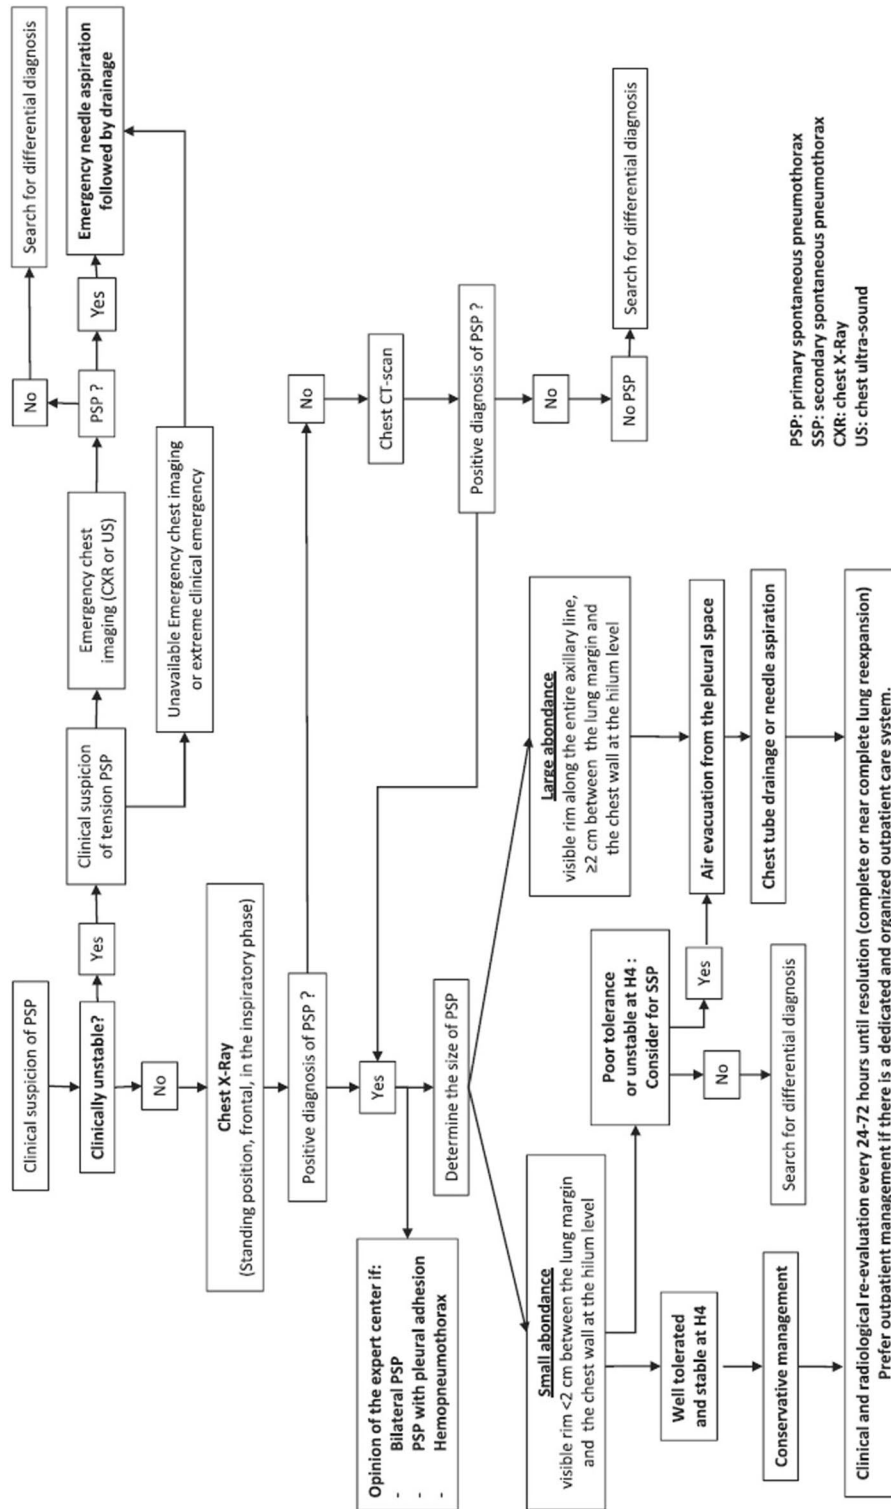 Clinical suspicion of PSP
Clinically unstable?
Yes
Clinical suspicion
of tension PSP
Emergency chest
imaging (CXR or US)
PSP ?
No
Search for differential diagnosis
Yes
Emergency needle aspiration
followed by drainage
Unavailable Emergency chest imaging
or extreme clinical emergency
No
Chest X-Ray
(Standing position, frontal, in the inspiratory phase)
Positive diagnosis of PSP ?
No
Chest CT-scan
Positive diagnosis of PSP ?
No
No PSP
Search for differential diagnosis
Yes
Opinion of the expert center if:
- Bilateral PSP
- PSP with pleural adhesion
- Hemopneumothorax
Determine the size of PSP
Small abondance
visible rim <2 cm between the lung margin
and the chest wall at the hilum level
Large abondance
visible rim along the entire axillary line,
≥2 cm between the lung margin and
the chest wall at the hilum level
Well tolerated
and stable at H4
Poor tolerance
or unstable at H4 :
Consider for SSP
Yes
No
Search for differential diagnosis
Air evacuation from the pleural space
Conservative management
Chest tube drainage or needle aspiration
Clinical and radiological re-evaluation every 24-72 hours until resolution (complete or near complete lung reexpansion)
Prefer outpatient management if there is a dedicated and organized outpatient care system.
PSP: primary spontaneous pneumothorax
SSP: secondary spontaneous pneumothorax
CXR: chest X-Ray
US: chest ultra-sound